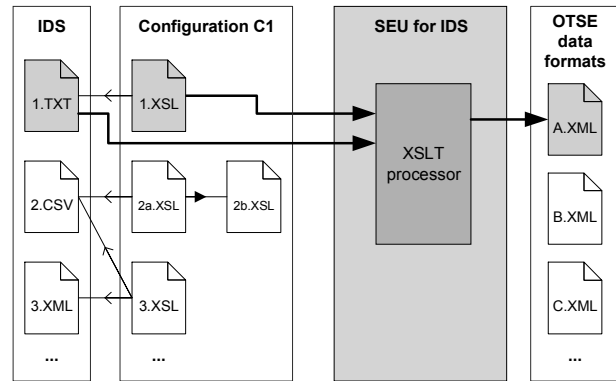 IDS
Configuration C1
SEU for IDS
OTSE
data
formats
1.TXT
1.XSL
XSLT
processor
A.XML
2.CSV
2a.XSL
2b.XSL
B.XML
3.XML
3.XSL
C.XML
...
...
...